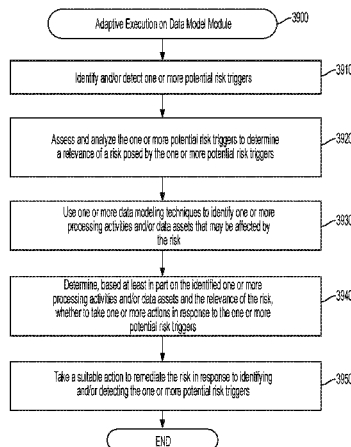 Adaptive Execution on Data Model Module
3900
Identify and/or detect one or more potential risk triggers
3910
Assess and analyze the one or more potential risk triggers to determine
a relevance of a risk posed by the one or more potential risk triggers
3920
Use one or more data modeling techniques to identify one or more
processing activities and/or data assets that may be affected by
the risk
3930
Determine, based at least in part on the identified one or more
processing activities and/or data assets and the relevance of the risk,
whether to take one or more actions in response to the one or more
potential risk triggers
3940
Take a suitable action to remediate the risk in response to identifying
and/or detecting the one or more potential risk triggers
3950
END